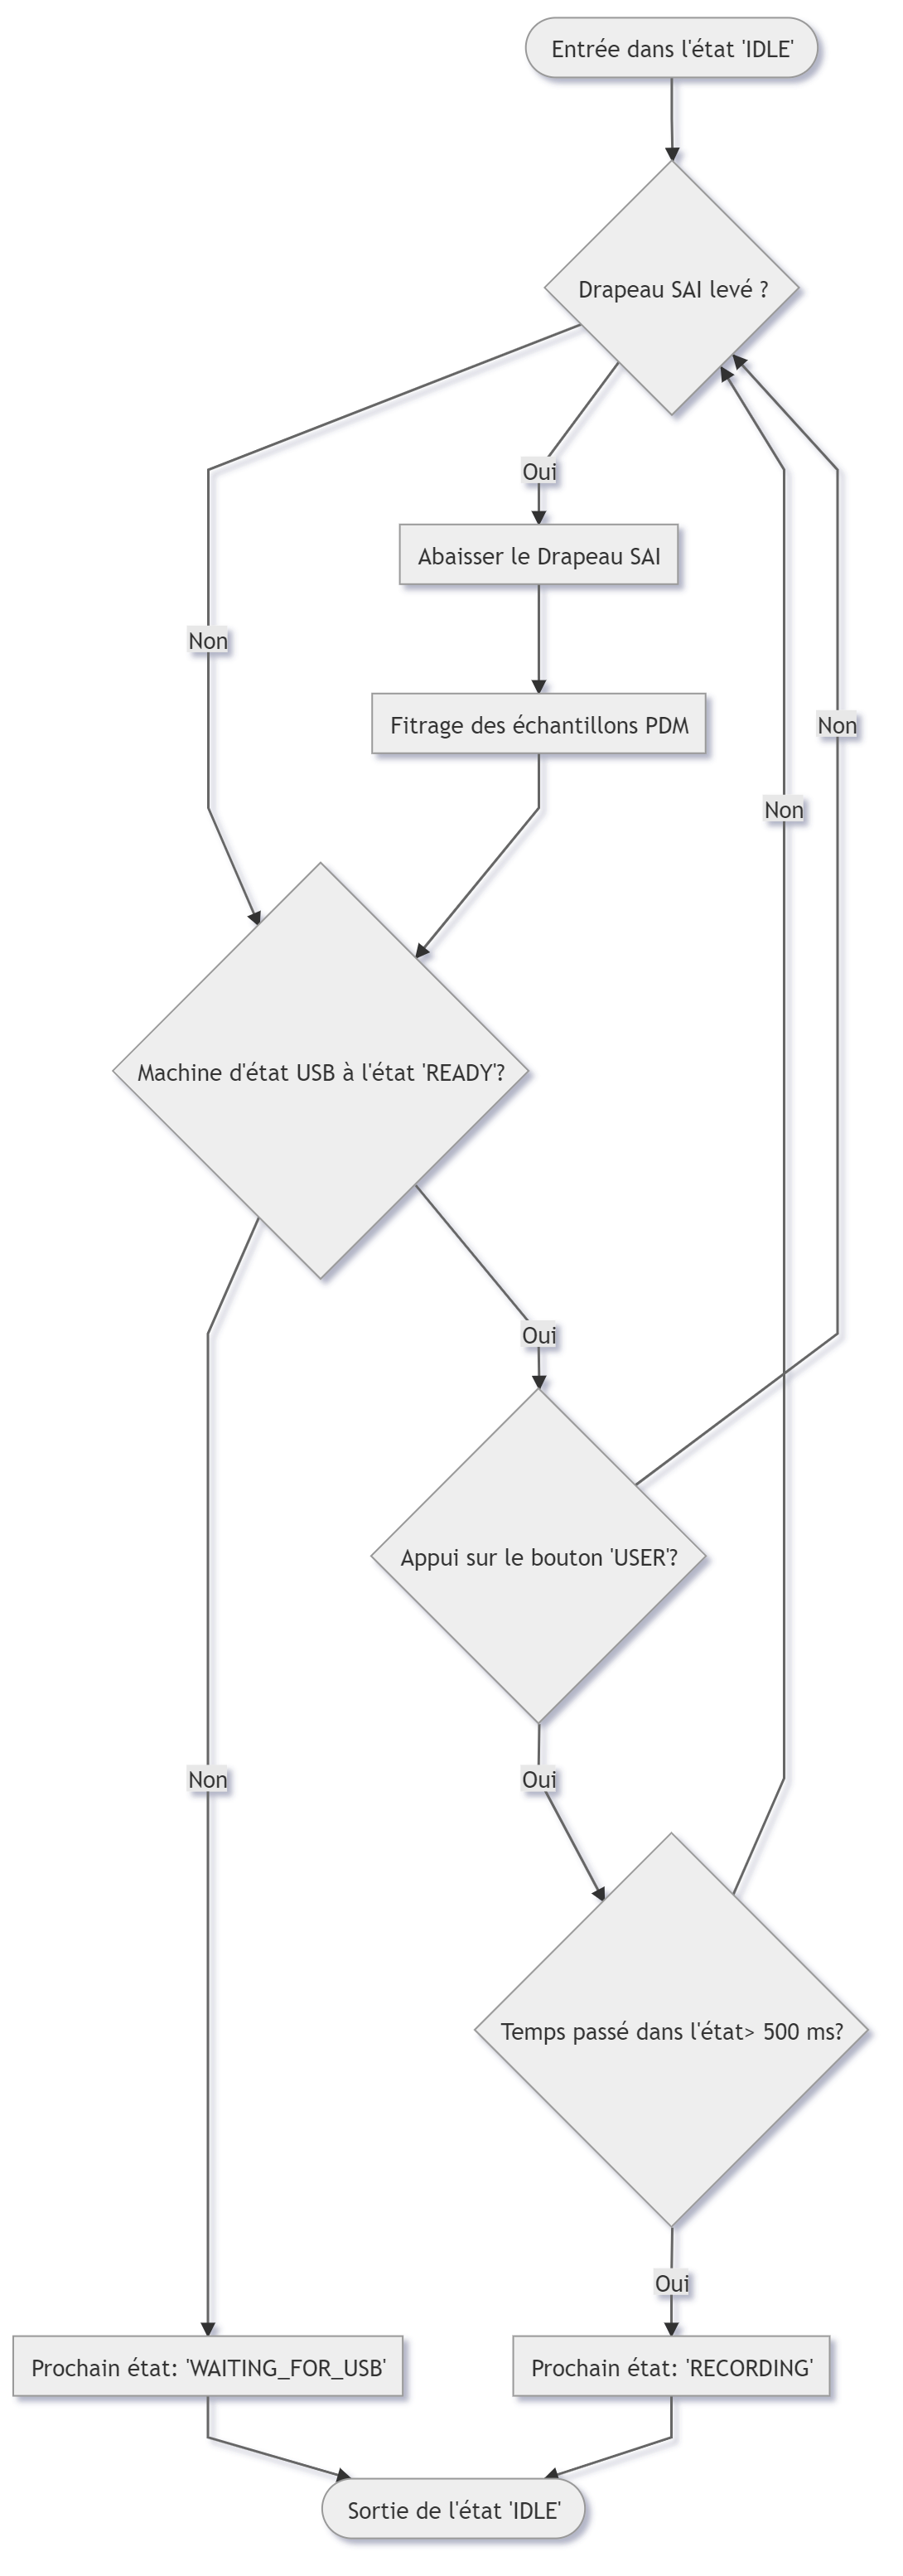 Entrée dans l'état 'IDLE'
Drapeau SAI levé ?
Oui
Abaisser le Drapeau SAI
Non
Fitrage des échantillons PDM
Non
Non
Machine d'état USB à l'état 'READY'?
Oui
Appui sur le bouton 'USER'?
Non
Oui
Temps passé dans l'état> 500 ms?
Oui
Prochain état: 'WAITING_FOR_USB'
Prochain état: 'RECORDING'
Sortie de l'état 'IDLE'